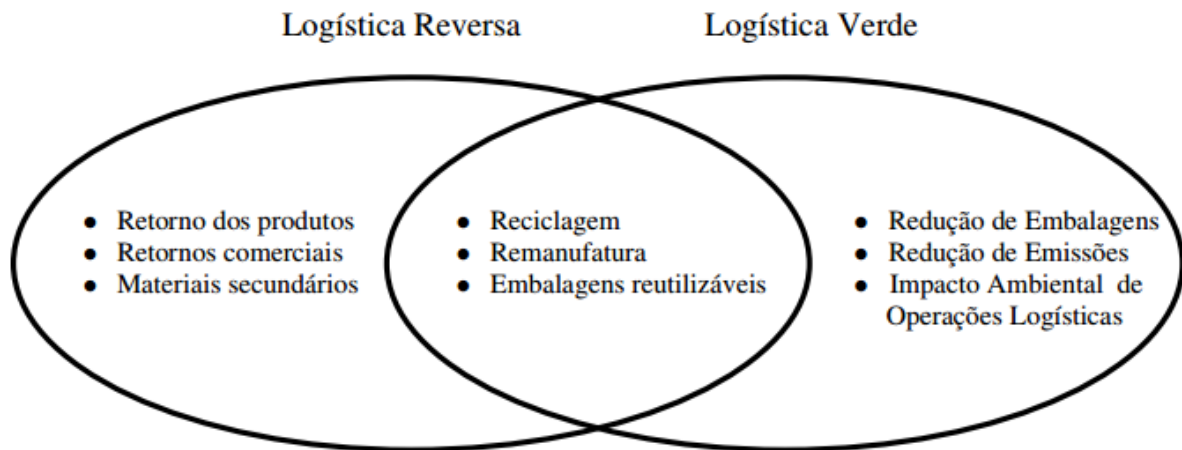 Logística Reversa
Logística Verde
● Retorno dos produtos
● Retornos comerciais
● Materiais secundários
● Reciclagem
● Remanufatura
● Embalagens reutilizáveis
● Redução de Embalagens
● Redução de Emissões
● Impacto Ambiental de
Operações Logísticas